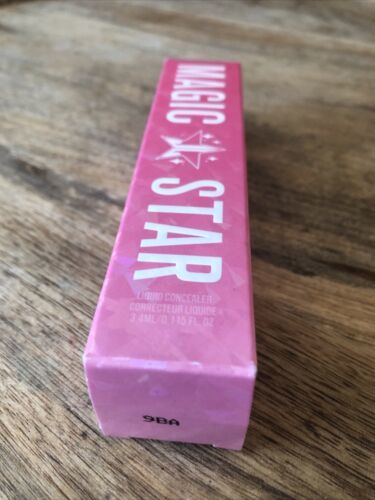 MAGIC STAR
LIQUID CONCEALER
CORRECTEUR LIQUIDE
3.4ML/0.115 FL. OZ
9BA